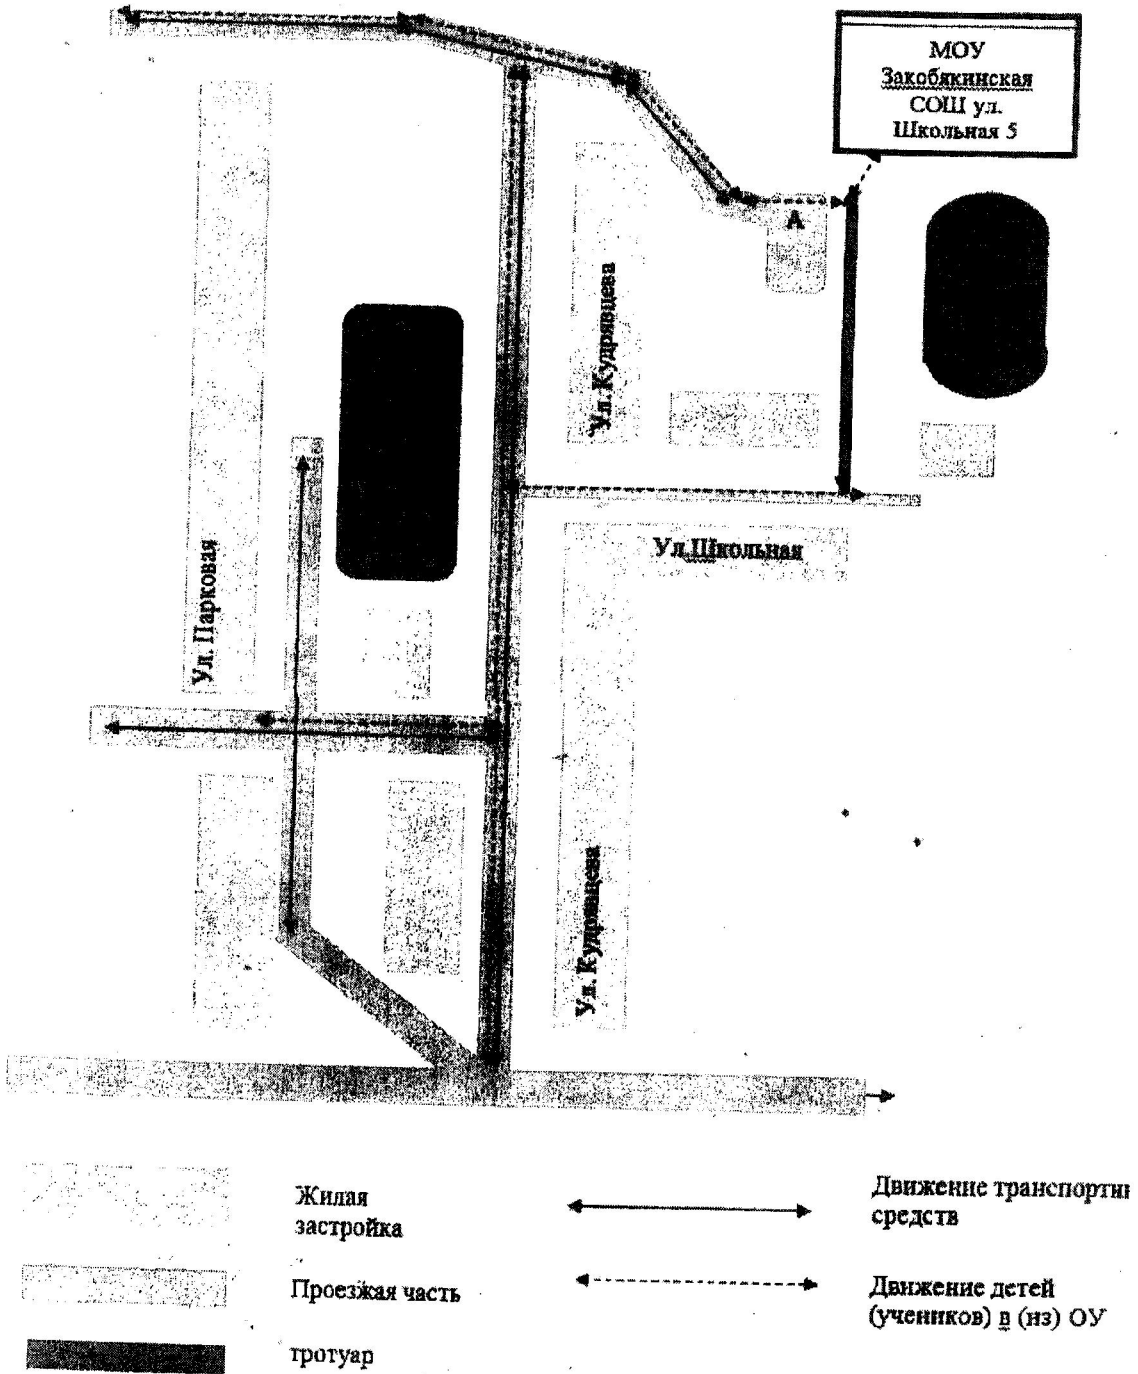 МОУ
Закобякинская
СОШ ул.
Школьная 5
А
Ул. Кудрявцева
Ул. Парковая
Ул.Школьная
Ул. Кудрявцева
Жилая
застройка
Движение транспортн
средств
Проезжая часть
Движение детей
(учеников) в (из) ОУ
тротуар